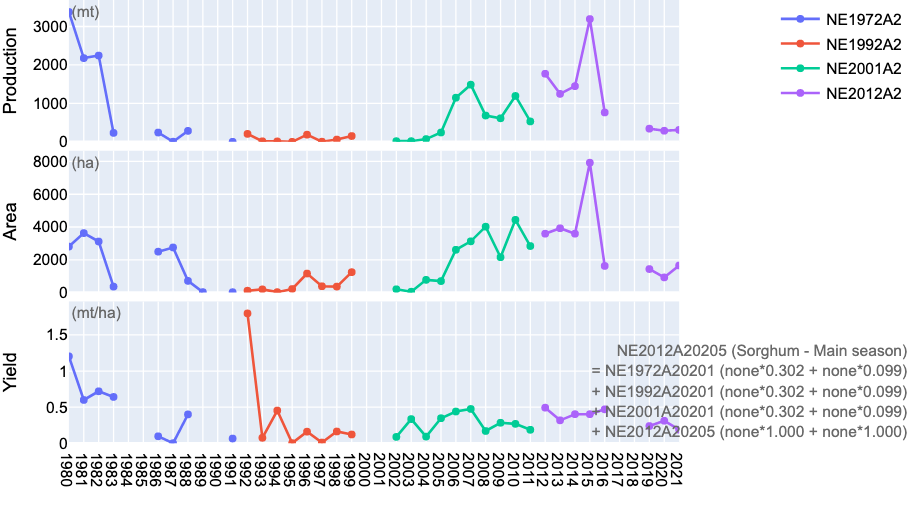 (mt)
Production
3000
2000
1000
0
NE1972A2
NE1992A2
NE2001A2
NE2012A2
(ha)
Area
8000
6000
4000
2000
0
(mt/ha)
Yield
1.5
1
0.5
0
NE2012A20205 (Sorghum - Main season)
= NE1972A20201 (none*0.302 + none*0.099)
+ NE1992A20201 (none*0.302 + none*0.099)
+ NE2001A20201 (none*0.302 + none*0.099)
+ NE2012A20205 (none*1.000 + none*1.000)
1980 1981 1982 1983 1984 1985 1986 1987 1988 1989 1990 1991 1992 1993 1994 1995 1996 1997 1998 1999 2000 2001 2002 2003 2004 2005 2006 2007 2008 2009 2010 2011 2012 2013 2014 2015 2016 2017 2018 2019 2020 2021